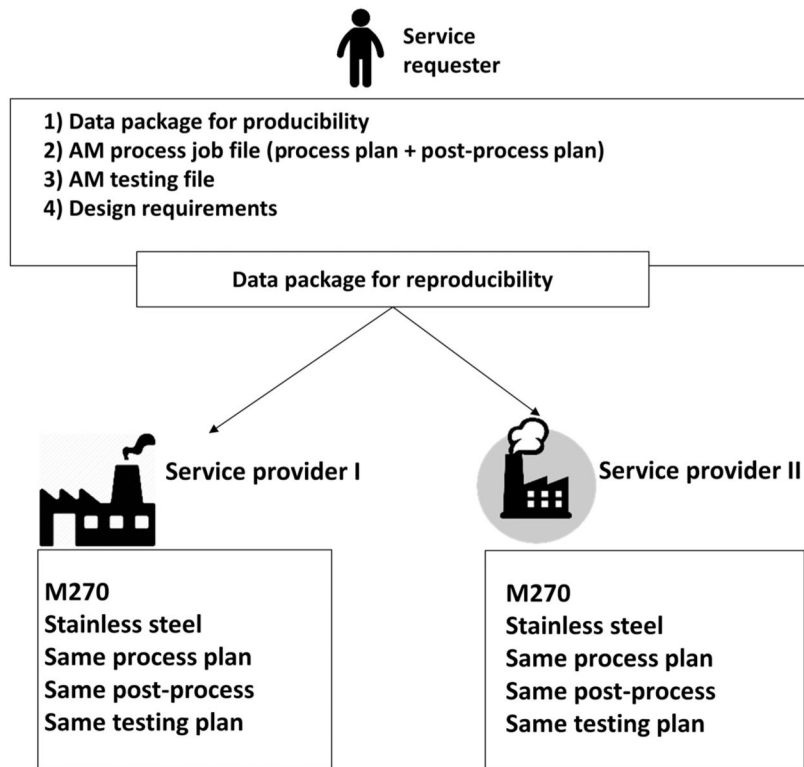 Service
requester
1) Data package for producibility
2) AM process job file (process plan + post-process plan)
3) AM testing file
4) Design requirements
Data package for reproducibility
Service provider I
Service provider II
M270
Stainless steel
Same process plan
Same post-process
Same testing plan
M270
Stainless steel
Same process plan
Same post-process
Same testing plan